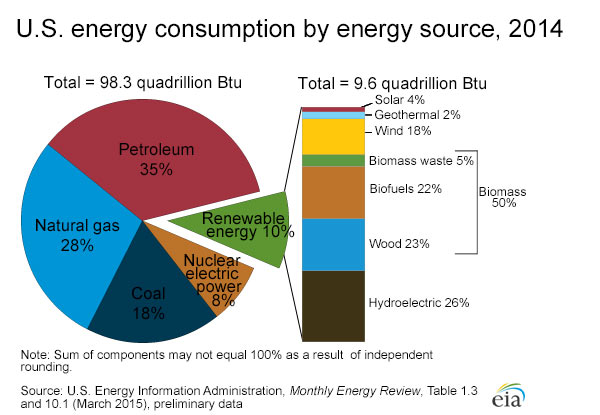 U.S. energy consumption by energy source, 2014
Total = 98.3 quadrillion Btu
Total = 9.6 quadrillion Btu
Petroleum
35%
Natural gas
28%
Coal
18%
Nuclear
electric
power
8%
Renewable
energy 10%
Solar 4%
Geothermal 2%
Wind 18%
Biomass waste 5%
Biofuels 22%
Biomass
50%
Wood 23%
Hydroelectric 26%
Note: Sum of components may not equal 100% as a result of independent
rounding.
Source: U.S. Energy Information Administration, Monthly Energy Review, Table 1.3
and 10.1 (March 2015), preliminary data
eia